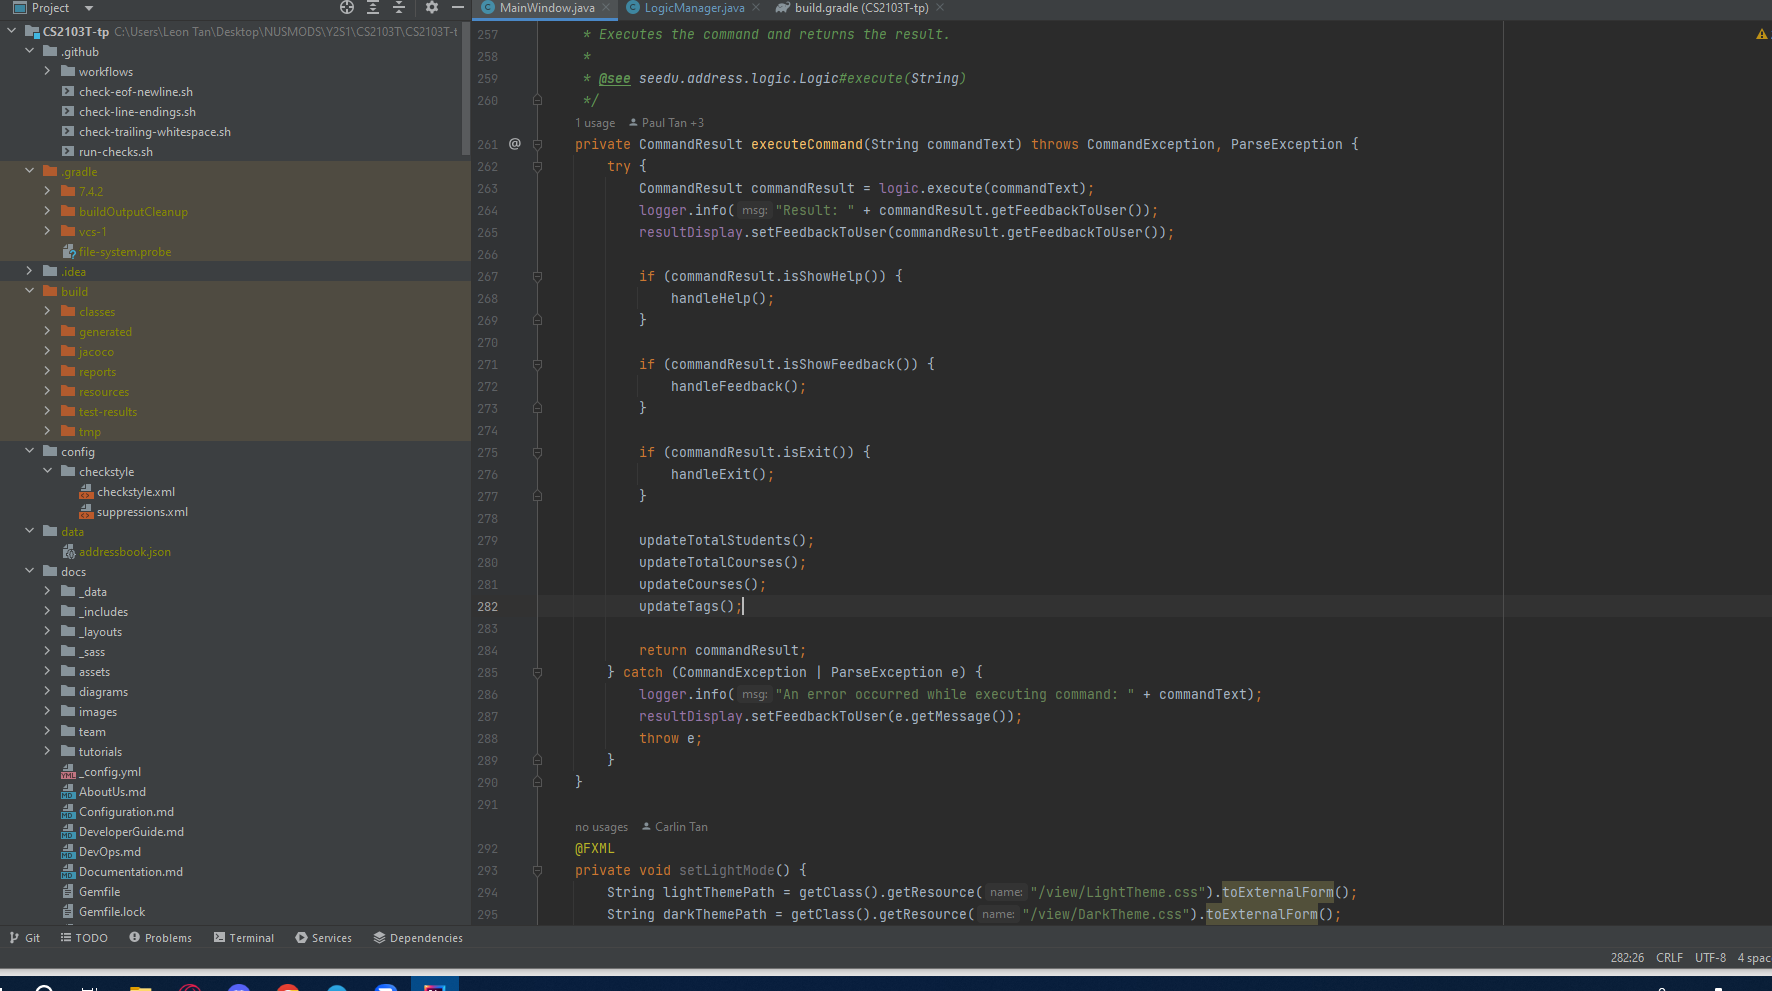 Project
MainWindow.java
LogicManager.java
build.gradle (CS2103T-tp)
CS2103T-tp C:\Users\Leon Tan\Desktop\NUSMODS\Y2S1\CS2103T\CS2103T-t
.github
workflows
check-eof-newline.sh
check-line-endings.sh
check-trailing-whitespace.sh
run-checks.sh
.gradle
7.4.2
buildOutputCleanup
vcs-1
file-system.probe
.idea
build
classes
generated
jacoco
reports
resources
test-results
tmp
config
checkstyle
checkstyle.xml
suppressions.xml
data
addressbook.json
docs
_data
_includes
_layouts
_sass
assets
diagrams
images
team
tutorials
_config.yml
AboutUs.md
Configuration.md
DeveloperGuide.md
DevOps.md
Documentation.md
Gemfile
Gemfile.lock
257 * Executes the command and returns the result.
258 *
259 * @see seedu.address.logic.Logic#execute(String)
260 */
1 usage Paul Tan +3
261 @ private CommandResult executeCommand(String commandText) throws CommandException, ParseException {
262 try {
263 CommandResult commandResult = logic.execute(commandText);
264 logger.info( msg: "Result: " + commandResult.getFeedbackToUser());
265 resultDisplay.setFeedbackToUser(commandResult.getFeedbackToUser());
266
267 if (commandResult.isShowHelp()) {
268 handleHelp();
269 }
270
271 if (commandResult.isShowFeedback()) {
272 handleFeedback();
273 }
274
275 if (commandResult.isExit()) {
276 handleExit();
277 }
278
279 updateTotalStudents();
280 updateTotalCourses();
281 updateCourses();
282 updateTags();
283
284 return commandResult;
285 } catch (CommandException | ParseException e) {
286 logger.info( msg: "An error occurred while executing command: " + commandText);
287 resultDisplay.setFeedbackToUser(e.getMessage());
288 throw e;
289 }
290 }
291
no usages Carlin Tan
292 @FXML
293 private void setLightMode() {
294 String lightThemePath = getClass().getResource( name: "/view/LightTheme.css").toExternalForm();
295 String darkThemePath = getClass().getResource( name: "/view/DarkTheme.css").toExternalForm();
Git
TODO
Problems
Terminal
Services
Dependencies
282:26 CRLF UTF-8 4 spac